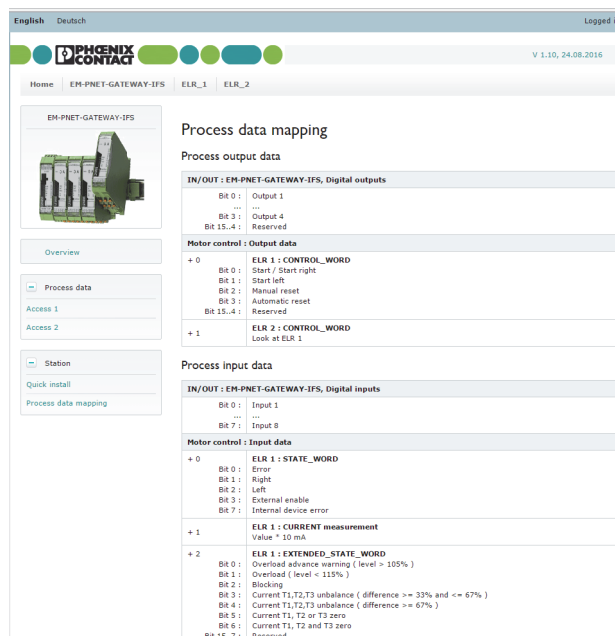 English Deutsch Logged
PHŒNIX
CONTACT
V 1.10, 24.08.2016
Home EM-PNET-GATEWAY-IFS ELR_1 ELR_2
EM-PNET-GATEWAY-IFS
Overview
Process data
Access 1
Access 2
Station
Quick install
Process data mapping
Process data mapping
Process output data
IN/OUT : EM-PNET-GATEWAY-IFS, Digital outputs
Bit 0 : Output 1
... ...
Bit 3 : Output 4
Bit 15..4 : Reserved
Motor control : Output data
+ 0 ELR 1 : CONTROL_WORD
Bit 0 : Start / Start right
Bit 1 : Start left
Bit 2 : Manual reset
Bit 3 : Automatic reset
Bit 15..4 : Reserved
+ 1 ELR 2 : CONTROL_WORD
Look at ELR 1
Process input data
IN/OUT : EM-PNET-GATEWAY-IFS, Digital inputs
Bit 0 : Input 1
... ...
Bit 7 : Input 8
Motor control : Input data
+ 0 ELR 1 : STATE_WORD
Bit 0 : Error
Bit 1 : Right
Bit 2 : Left
Bit 3 : External enable
Bit 7 : Internal device error
+ 1 ELR 1 : CURRENT measurement
Value * 10 mA
+ 2 ELR 1 : EXTENDED_STATE_WORD
Bit 0 : Overload advance warning ( level > 105% )
Bit 1 : Overload ( level < 115% )
Bit 2 : Blocking
Bit 3 : Current T1,T2,T3 unbalance ( difference >= 33% and <= 67% )
Bit 4 : Current T1,T2,T3 unbalance ( difference >= 67% )
Bit 5 : Current T1, T2 or T3 zero
Bit 6 : Current T1, T2 and T3 zero
Bit 15..7 : Reserved